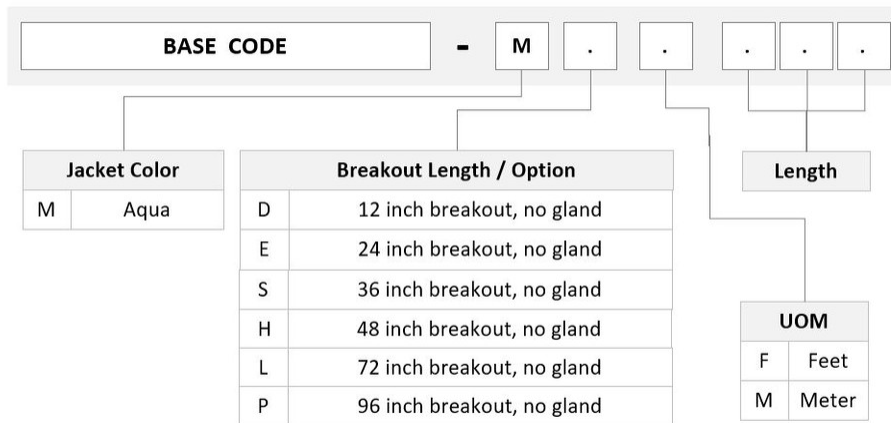 BASE CODE - M . . . . .
Jacket Color
M Aqua
Breakout Length / Option
D 12 inch breakout, no gland
E 24 inch breakout, no gland
S 36 inch breakout, no gland
H 48 inch breakout, no gland
L 72 inch breakout, no gland
P 96 inch breakout, no gland
Length
UOM
F Feet
M Meter